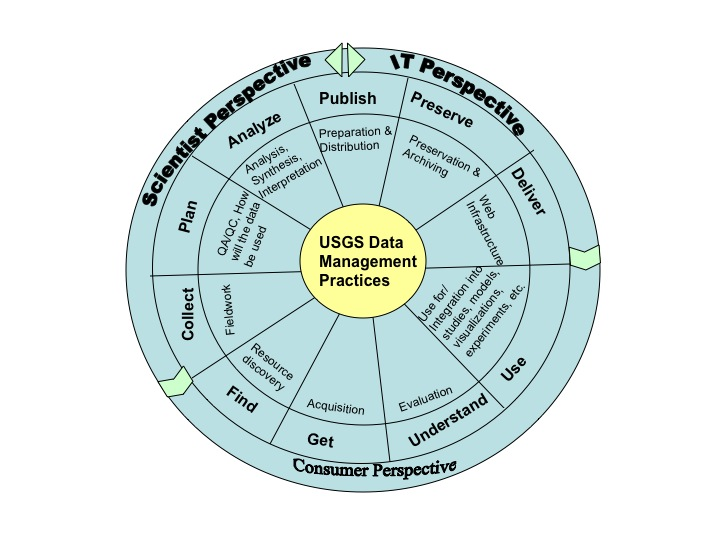 Scientist Perspective
IT Perspective
Publish
Preparation &
Distribution
Preserve
Preservation &
Archiving
Deliver
Web
Infrastructure
Use
Use for/
Integration into
studies, models,
visualizations,
experiments, etc.
Understand
Evaluation
Get
Acquisition
Find
Resource
discovery
Collect
Fieldwork
Plan
QA/QC, How
will the data
be used
Analyze
Analysis,
Synthesis,
Interpretation
USGS Data
Management
Practices
Consumer Perspective